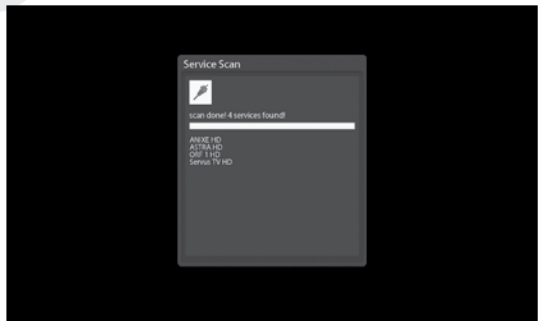 Service Scan
scan done! 4 services found!
ANIXE HD
ASTRA HD
ORF 1 HD
Servus TV HD